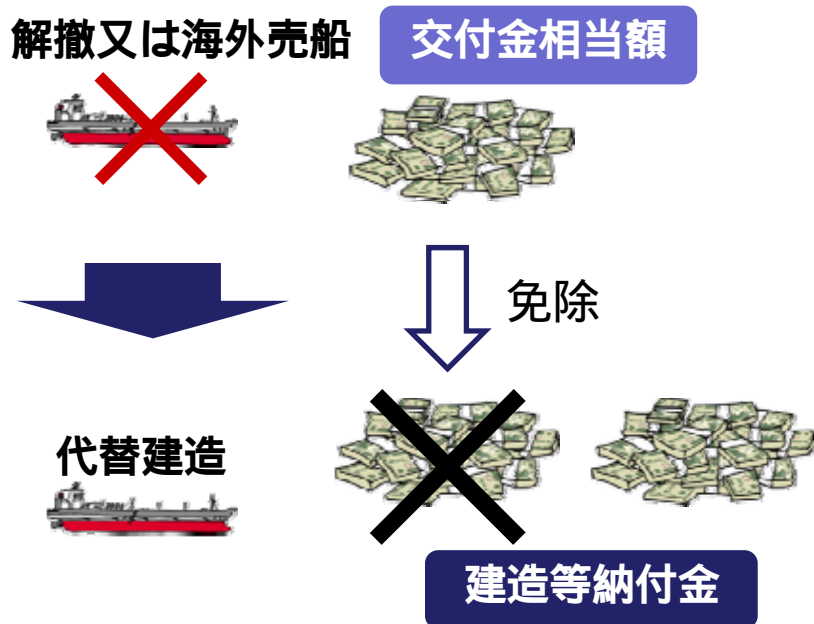 解撤又は海外売船
交付金相当額
免除
代替建造
建造等納付金